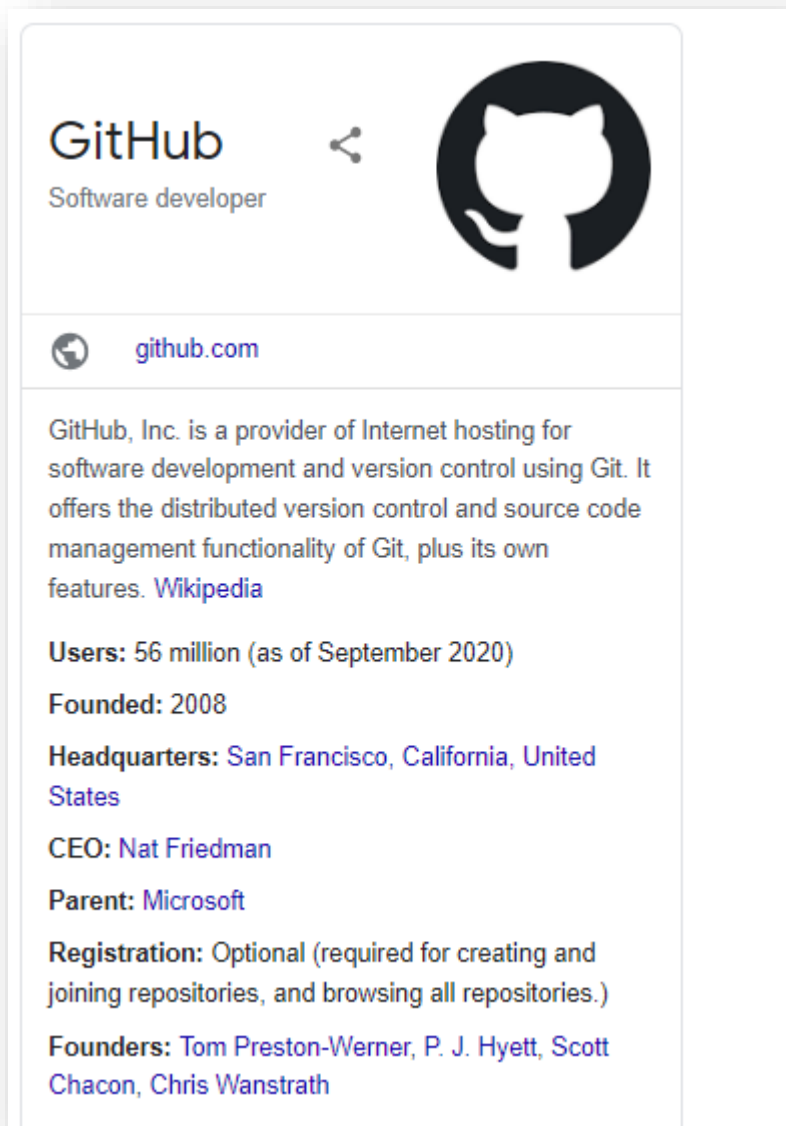 GitHub
Software developer
github.com
GitHub, Inc. is a provider of Internet hosting for
software development and version control using Git. It
offers the distributed version control and source code
management functionality of Git, plus its own
features. Wikipedia
Users: 56 million (as of September 2020)
Founded: 2008
Headquarters: San Francisco, California, United
States
CEO: Nat Friedman
Parent: Microsoft
Registration: Optional (required for creating and
joining repositories, and browsing all repositories.)
Founders: Tom Preston-Werner, P. J. Hyett, Scott
Chacon, Chris Wanstrath